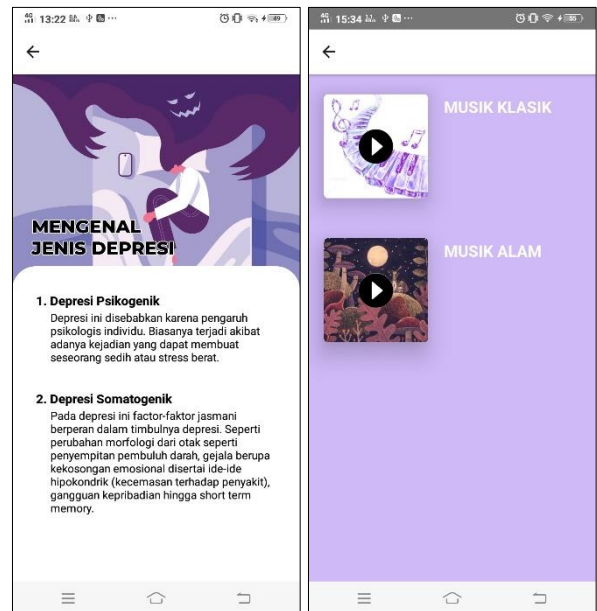 13:22
MENGENAL
JENIS DEPRESI
1. Depresi Psikogenik
Depresi ini disebabkan karena pengaruh
psikologis individu. Biasanya terjadi akibat
adanya kejadian yang dapat membuat
seseorang sedih atau stress berat.
2. Depresi Somatogenik
Pada depresi ini factor-faktor jasmani
berperan dalam timbulnya depresi. Seperti
perubahan morfologi dari otak seperti
penyempitan pembuluh darah, gejala berupa
kekosongan emosional disertai ide-ide
hipokondrik (kecemasan terhadap penyakit),
gangguan kepribadian hingga short term
memory.
15:34
MUSIK KLASIK
MUSIK ALAM